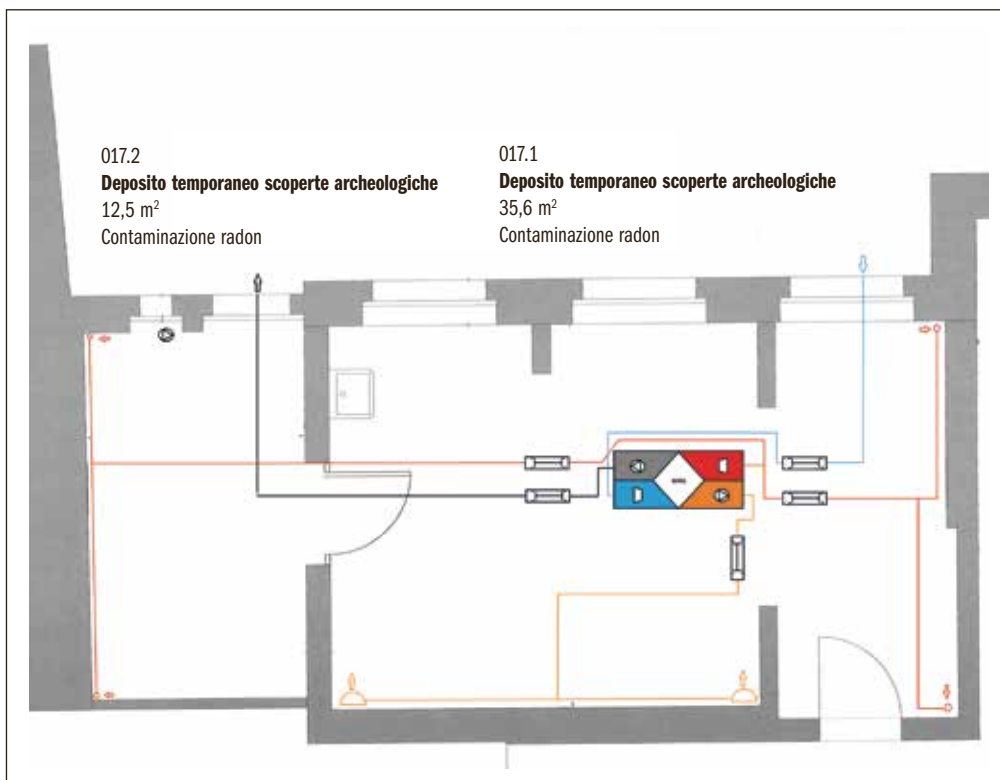 017.2
Deposito temporaneo scoperte archeologiche
12,5 m²
Contaminazione radon
017.1
Deposito temporaneo scoperte archeologiche
35,6 m²
Contaminazione radon